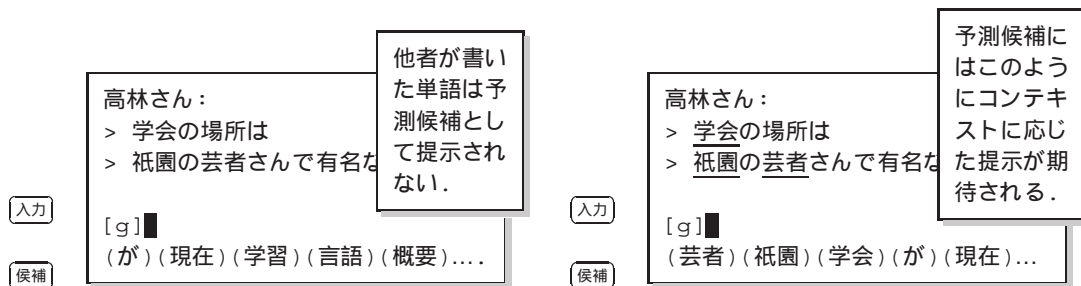 他者が書い
た単語は予
測候補とし
て提示され
ない.
高林さん:
> 学会の場所は
> 祇園の芸者さんで有名な
入力
[g]
候補
(が)(現在)(学習)(言語)(概要)....
予測候補に
はこのよう
にコンテキ
ストに応じ
た提示が期
待される.
高林さん:
> 学会の場所は
> 祇園の芸者さんで有名な
入力
[g]
候補
(芸者)(祇園)(学会)(が)(現在)...